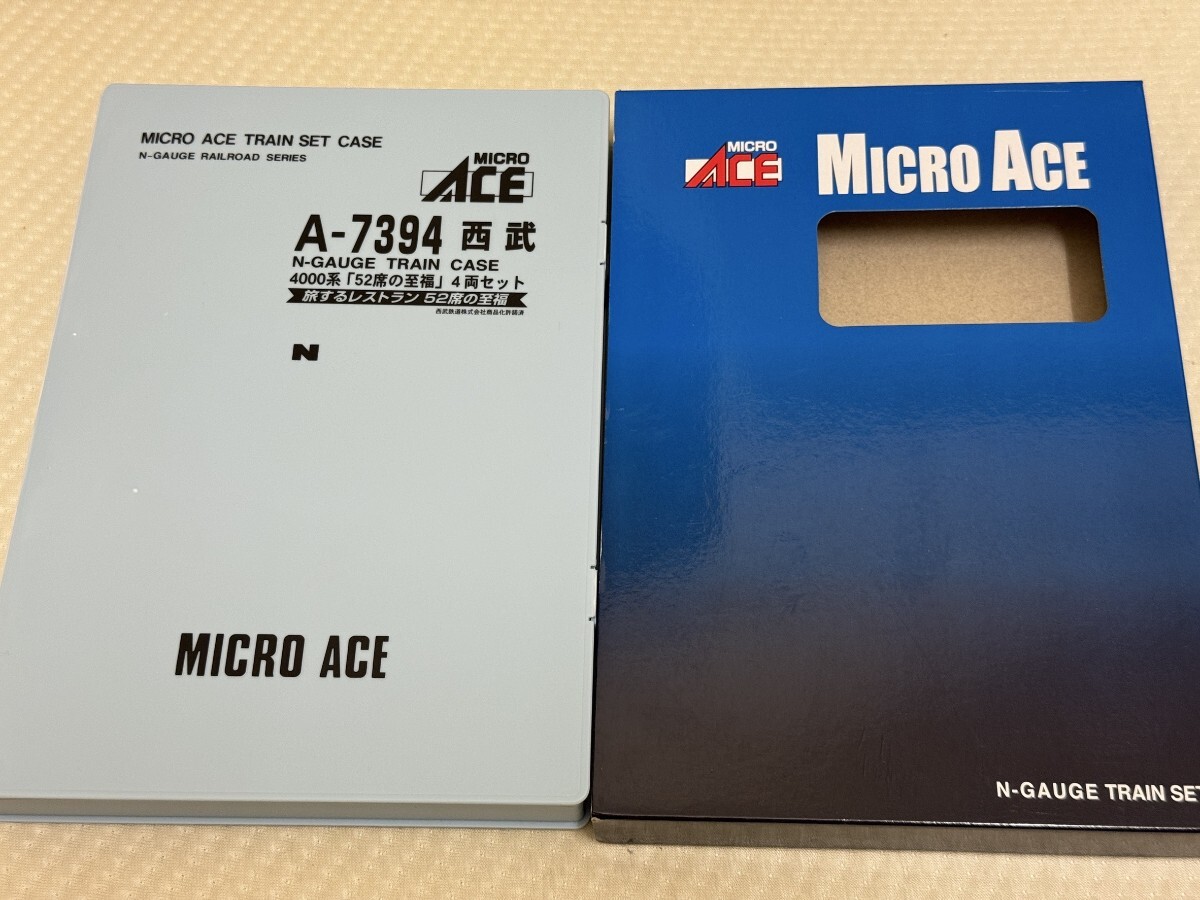 MICRO ACE TRAIN SET CASE
N-GAUGE RAILROAD SERIES
MICRO
ACE
A-7394 西武
N-GAUGE TRAIN CASE
4000系「52席の至福」4両セット
旅するレストラン 52席の至福
西武鉄道株式会社商品化許諾済
N
MICRO ACE
MICRO
ACE
MICRO ACE
N-GAUGE TRAIN SET